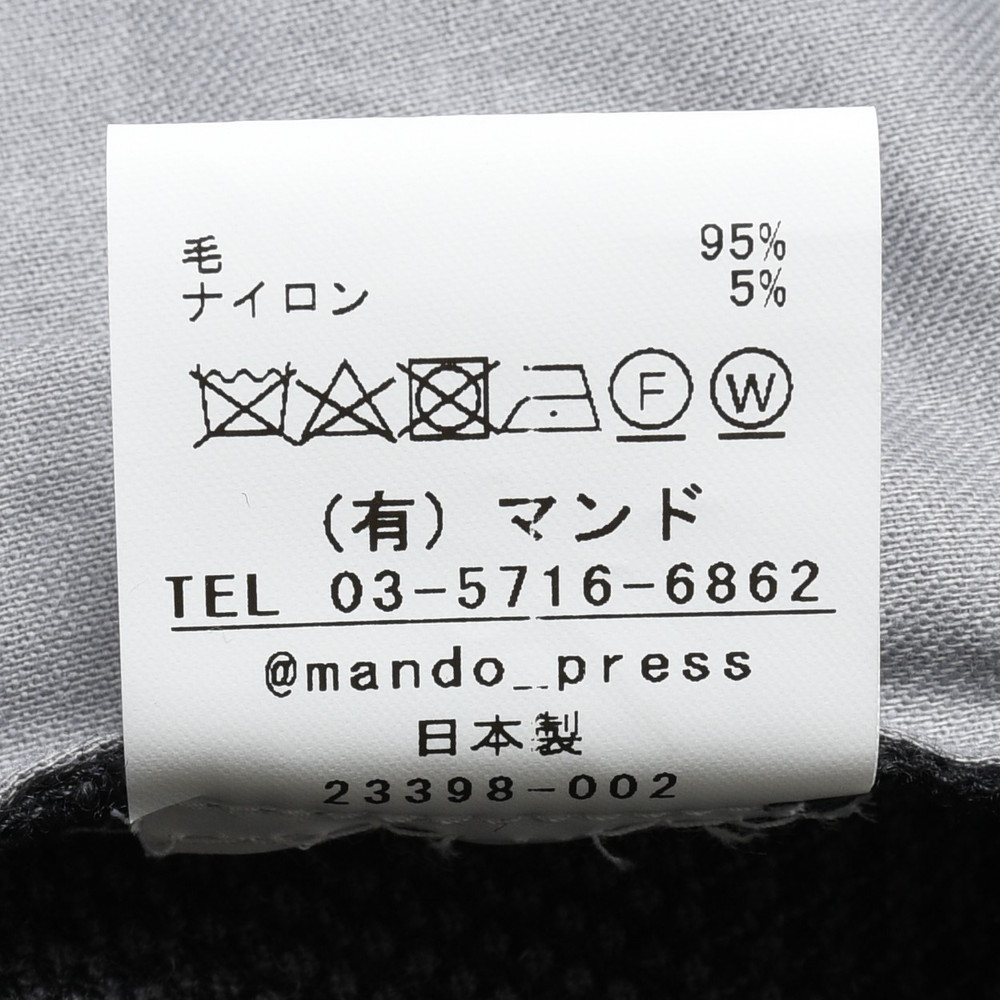 毛 95%
ナイロン 5%
F W
(有) マンド
TEL 03-5716-6862
@mando_press
日本製
23398-002